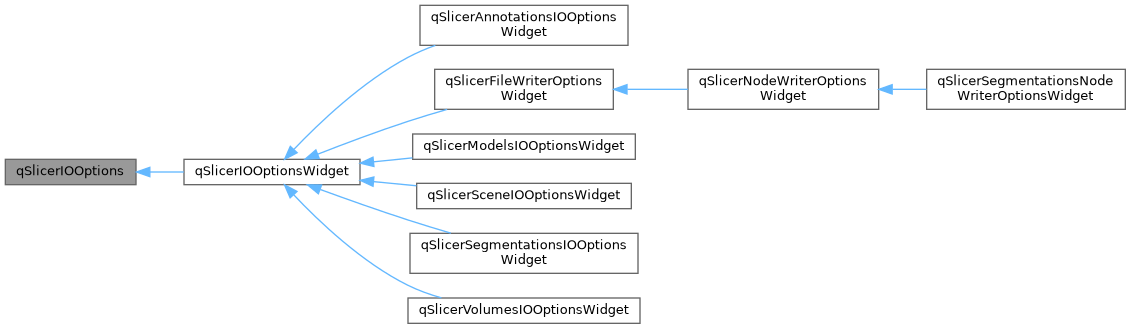 qSlicerAnnotationsIOOptions
Widget
qSlicerFileWriterOptions
Widget
qSlicerNodeWriterOptions
Widget
qSlicerSegmentationsNode
WriterOptionsWidget
qSlicerModelsIOOptionsWidget
qSlicerIOOptions
qSlicerIOOptionsWidget
qSlicerSceneIOOptionsWidget
qSlicerSegmentationsIOOptions
Widget
qSlicerVolumesIOOptionsWidget